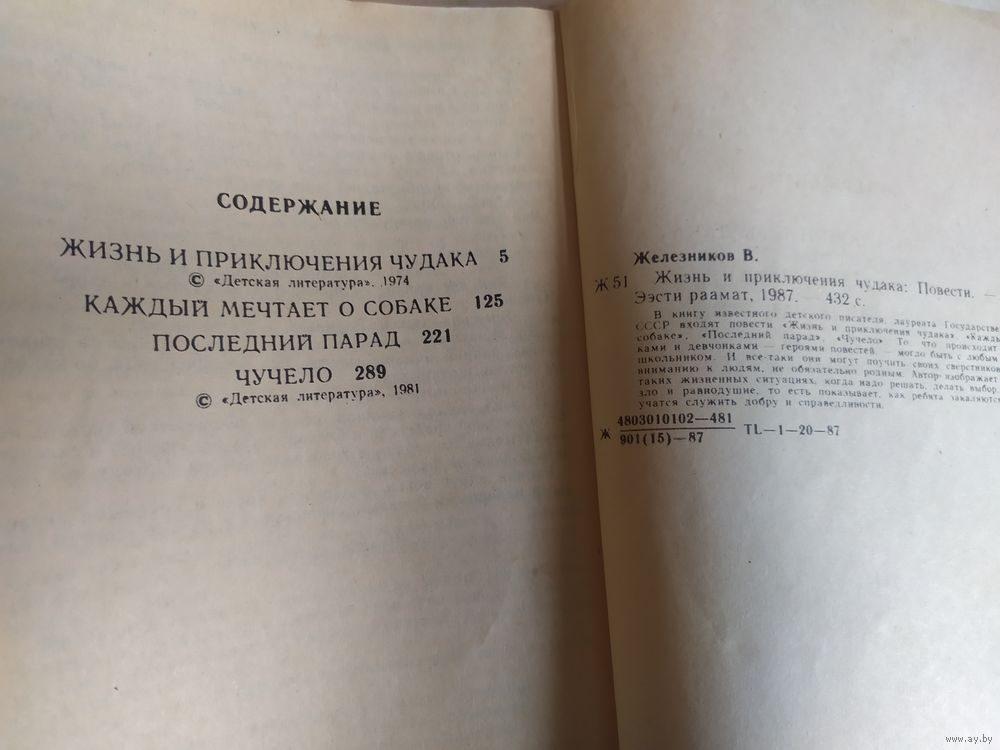 СОДЕРЖАНИЕ
ЖИЗНЬ И ПРИКЛЮЧЕНИЯ ЧУДАКА 5
© «Детская литература». 1974
КАЖДЫЙ МЕЧТАЕТ О СОБАКЕ 125
ПОСЛЕДНИЙ ПАРАД 221
ЧУЧЕЛО 289
© «Детская литература», 1981
Железников В.
Ж 51 Жизнь и приключения чудака: Повести. —
Ээсти раамат, 1987. — 432 с.
В книгу известного детского писателя, лауреата Государстве
СССР входят повести «Жизнь и приключения чудака» «Кажды
собаке», «Последний парад», «Чучело» То, что происходит
ками и девчонками — героями повестей, — могло быть с любым
школьником. И все-таки они могут поучить своих сверстников
вниманию к людям, не обязательно родным. Автор изображает
таких жизненных ситуациях, когда надо решать, делать выбор,
зло и равнодушие, то есть показывает, как ребята закаляются
учатся служить добру и справедливости.
Ж 4803010102—481
901(15)—87 TL—1—20—87
www.ay.by